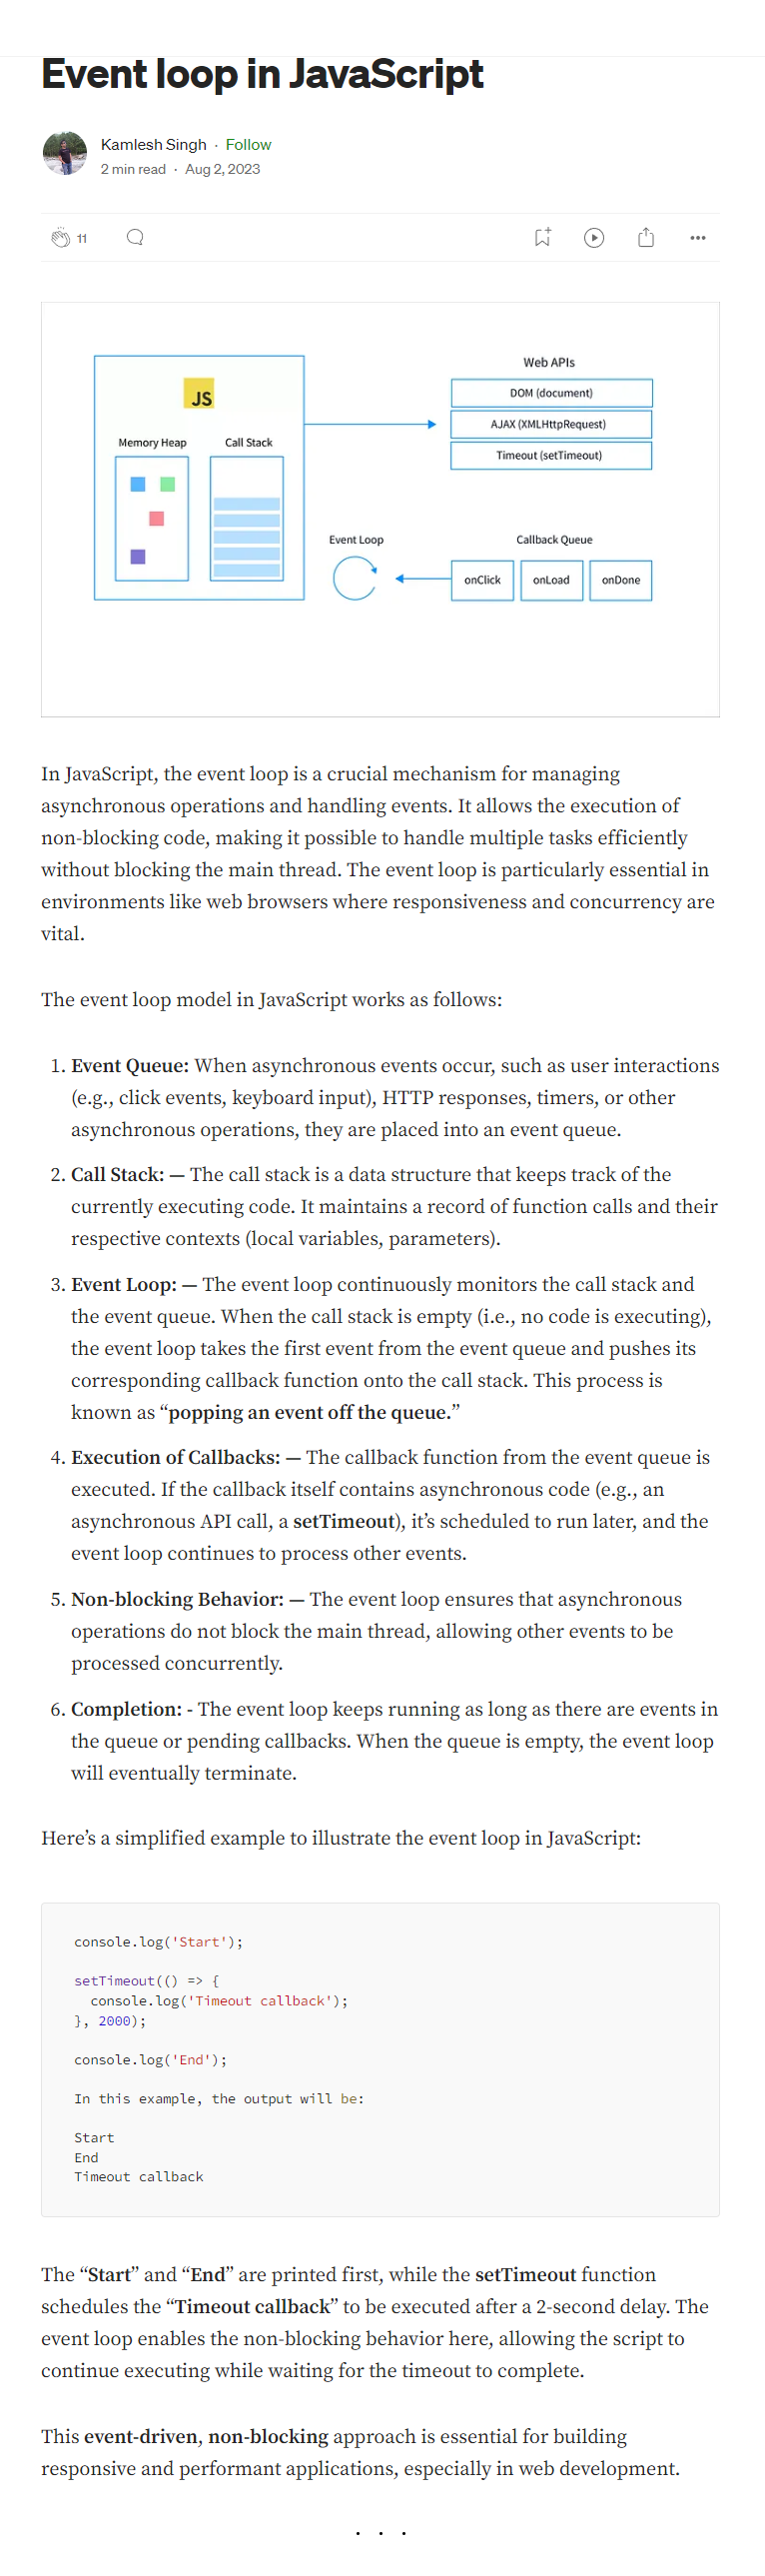 Event loop in JavaScript
Kamlesh Singh · Follow
2 min read · Aug 2, 2023
11
Web APIs
DOM (document)
JS
AJAX (XMLHttpRequest)
Memory Heap
Call Stack
Timeout (setTimeout)
Event Loop
Callback Queue
onClick
onLoad
onDone
In JavaScript, the event loop is a crucial mechanism for managing
asynchronous operations and handling events. It allows the execution of
non-blocking code, making it possible to handle multiple tasks efficiently
without blocking the main thread. The event loop is particularly essential in
environments like web browsers where responsiveness and concurrency are
vital.
The event loop model in JavaScript works as follows:
1. Event Queue: When asynchronous events occur, such as user interactions
(e.g., click events, keyboard input), HTTP responses, timers, or other
asynchronous operations, they are placed into an event queue.
2. Call Stack: — The call stack is a data structure that keeps track of the
currently executing code. It maintains a record of function calls and their
respective contexts (local variables, parameters).
3. Event Loop: — The event loop continuously monitors the call stack and
the event queue. When the call stack is empty (i.e., no code is executing),
the event loop takes the first event from the event queue and pushes its
corresponding callback function onto the call stack. This process is
known as “popping an event off the queue.”
4. Execution of Callbacks: — The callback function from the event queue is
executed. If the callback itself contains asynchronous code (e.g., an
asynchronous API call, a setTimeout), it’s scheduled to run later, and the
event loop continues to process other events.
5. Non-blocking Behavior: — The event loop ensures that asynchronous
operations do not block the main thread, allowing other events to be
processed concurrently.
6. Completion: - The event loop keeps running as long as there are events in
the queue or pending callbacks. When the queue is empty, the event loop
will eventually terminate.
Here’s a simplified example to illustrate the event loop in JavaScript:
console.log('Start');
setTimeout(() => {
console.log('Timeout callback');
}, 2000);
console.log('End');
In this example, the output will be:
Start
End
Timeout callback
The “Start” and “End” are printed first, while the setTimeout function
schedules the “Timeout callback” to be executed after a 2-second delay. The
event loop enables the non-blocking behavior here, allowing the script to
continue executing while waiting for the timeout to complete.
This event-driven, non-blocking approach is essential for building
responsive and performant applications, especially in web development.